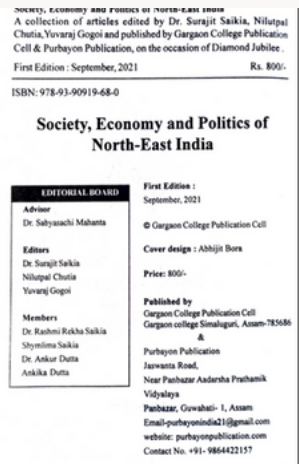 Society, Economy and Politics of North-East India
A collection of articles edited by Dr. Surajit Saikia, Nilutpal
Chutia, Yuvaraj Gogoi and published by Gargaon College Publication
Cell & Purbayon Publication, on the occasion of Diamond Jubilee .
First Edition : September, 2021 Rs. 800/-
ISBN: 978-93-90919-68-0
Society, Economy and Politics of
North-East India
EDITORIAL BOARD
Advisor
Dr. Sabyasachi Mahanta
Editors
Dr. Surajit Saikia
Nilutpal Chutia
Yuvaraj Gogoi
Members
Dr. Rashmi Rekha Saikia
Shymlima Saikia
Dr. Ankur Dutta
Ankika Dutta
First Edition :
September, 2021
© Gargaon College Publication Cell
Cover design : Abhijit Bora
Price: 800/-
Published by
Gargaon College Publication Cell
Gargaon college Simaluguri, Assam-785686
&
Purbayon Publication
Jaswanta Road,
Near Panbazar Aadarsha Prathamik
Vidyalaya
Panbazar, Guwahati- 1, Assam
Email-purbayonindia21@gmail.com
website: purbayonpublication.com
Contact No. +91- 9864422157